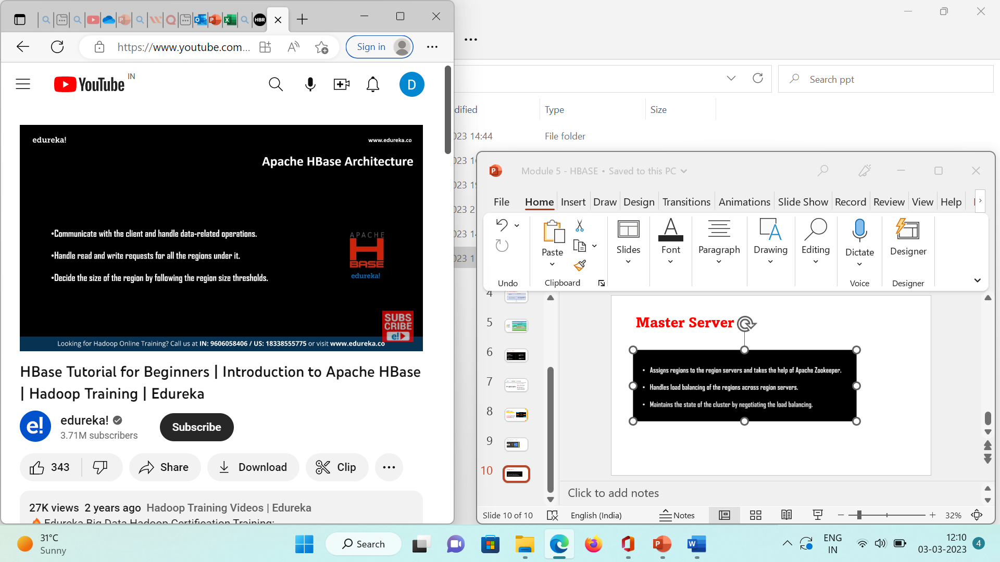 HBR
https://www.youtube.com...
Sign in
YouTube IN
D
edureka!
www.edureka.co
Apache HBase Architecture
•Communicate with the client and handle data-related operations.
•Handle read and write requests for all the regions under it.
•Decide the size of the region by following the region size thresholds.
APACHE
H
BASE
edureka!
SUBS
CRIBE
e!
Looking for Hadoop Online Training? Call us at IN: 9606058406 / US: 18338555775 or visit www.edureka.co
HBase Tutorial for Beginners | Introduction to Apache HBase
| Hadoop Training | Edureka
e!
edureka!
3.71M subscribers
Subscribe
343
Share
Download
Clip
27K views 2 years ago Hadoop Training Videos | Edureka
Edureka Big Data Hadoop Certification Training:
Search ppt
dified
Type
Size
023 14:44
File folder
Module 5 - HBASE • Saved to this PC
File
Home
Insert
Draw
Design
Transitions
Animations
Slide Show
Record
Review
View
Help
Paste
Slides
Font
Paragraph
Drawing
Editing
Dictate
Designer
Undo
Clipboard
Voice
Designer
4
5
6
7
8
9
10
Master Server
• Assigns regions to the region servers and takes the help of Apache Zookeeper.
• Handles load balancing of the regions across region servers.
• Maintains the state of the cluster by negotiating the load balancing.
Click to add notes
Slide 10 of 10
English (India)
Notes
32%
31°C
Sunny
Search
ENG
IN
12:10
03-03-2023
4